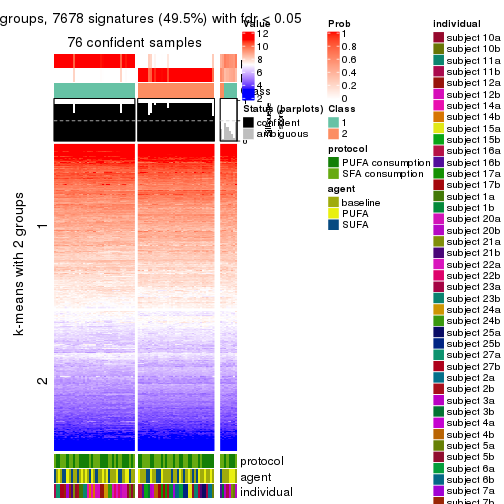 groups, 7678 signatures (49.5%) with fdr < 0.05
76 confident samples
k-means with 2 groups
1
2
protocol
agent
individual
Value
12
10
8
6
4
2
Status (barplots)
confident
ambiguous
Prob
1
0.8
0.6
0.4
0.2
0
Class
1
2
protocol
PUFA consumption
SFA consumption
agent
baseline
PUFA
SUFA
individual
subject 10a
subject 10b
subject 11a
subject 11b
subject 12a
subject 12b
subject 14a
subject 14b
subject 15a
subject 15b
subject 16a
subject 16b
subject 17a
subject 17b
subject 1a
subject 1b
subject 20a
subject 20b
subject 21a
subject 21b
subject 22a
subject 22b
subject 23a
subject 23b
subject 24a
subject 24b
subject 25a
subject 25b
subject 27a
subject 27b
subject 2a
subject 2b
subject 3a
subject 3b
subject 4a
subject 4b
subject 5a
subject 5b
subject 6a
subject 6b
subject 7a
subject 7b